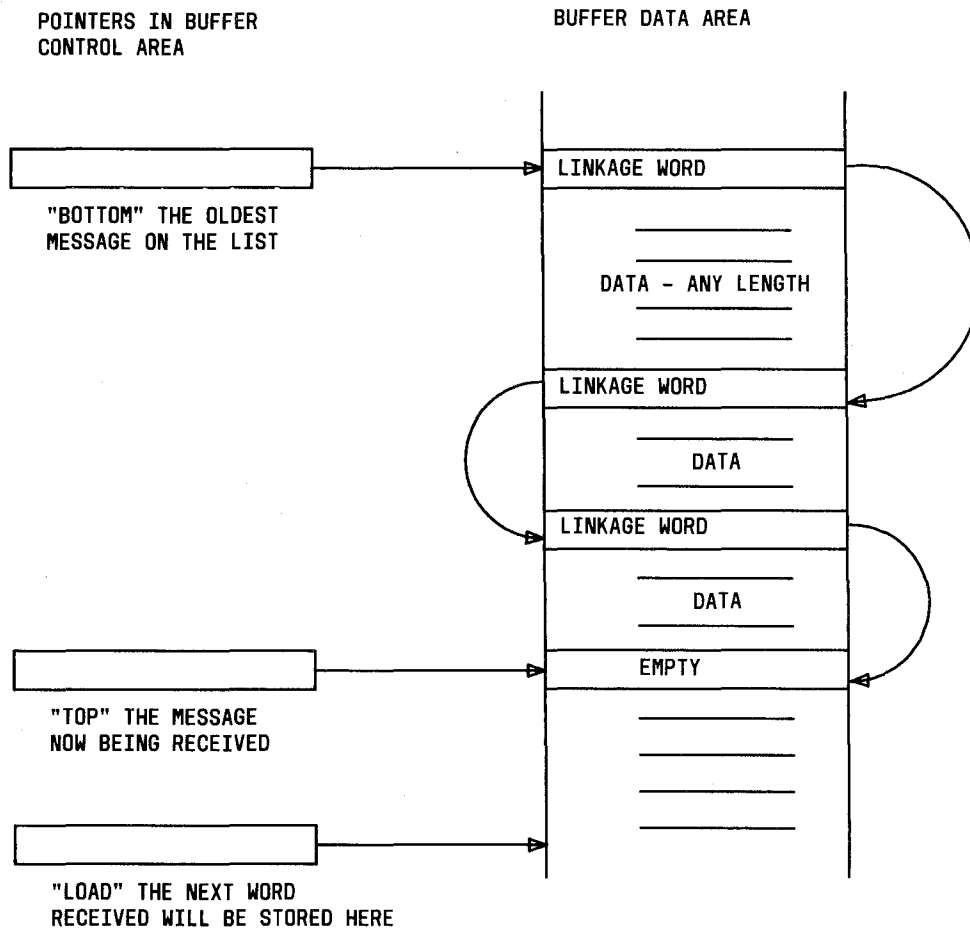 POINTERS IN BUFFER
CONTROL AREA
BUFFER DATA AREA
LINKAGE WORD
"BOTTOM" THE OLDEST
MESSAGE ON THE LIST
DATA - ANY LENGTH
LINKAGE WORD
DATA
LINKAGE WORD
DATA
EMPTY
"TOP" THE MESSAGE
NOW BEING RECEIVED
"LOAD" THE NEXT WORD
RECEIVED WILL BE STORED HERE